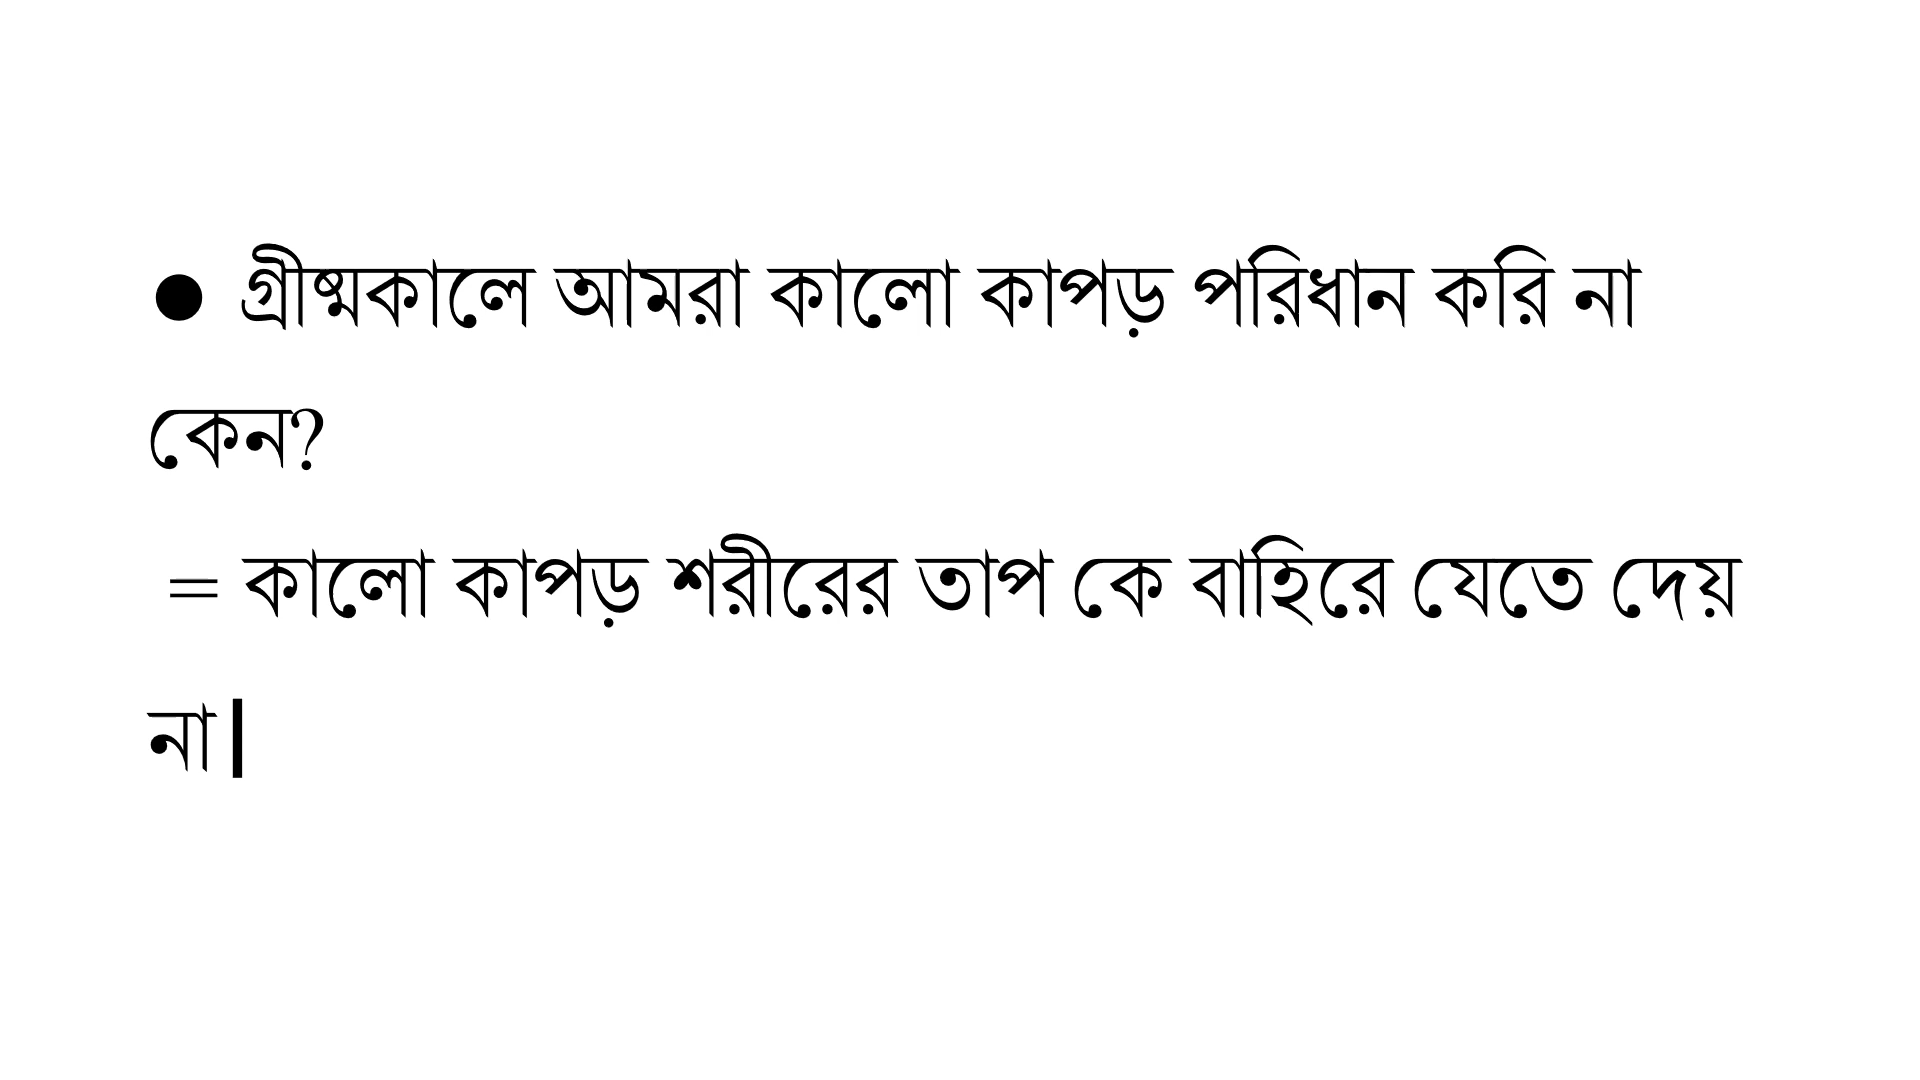 ● গ্রীষ্মকালে আমরা কালো কাপড় পরিধান করি না
কেন?
= কালো কাপড় শরীরের তাপ কে বাহিরে যেতে দেয়
না|